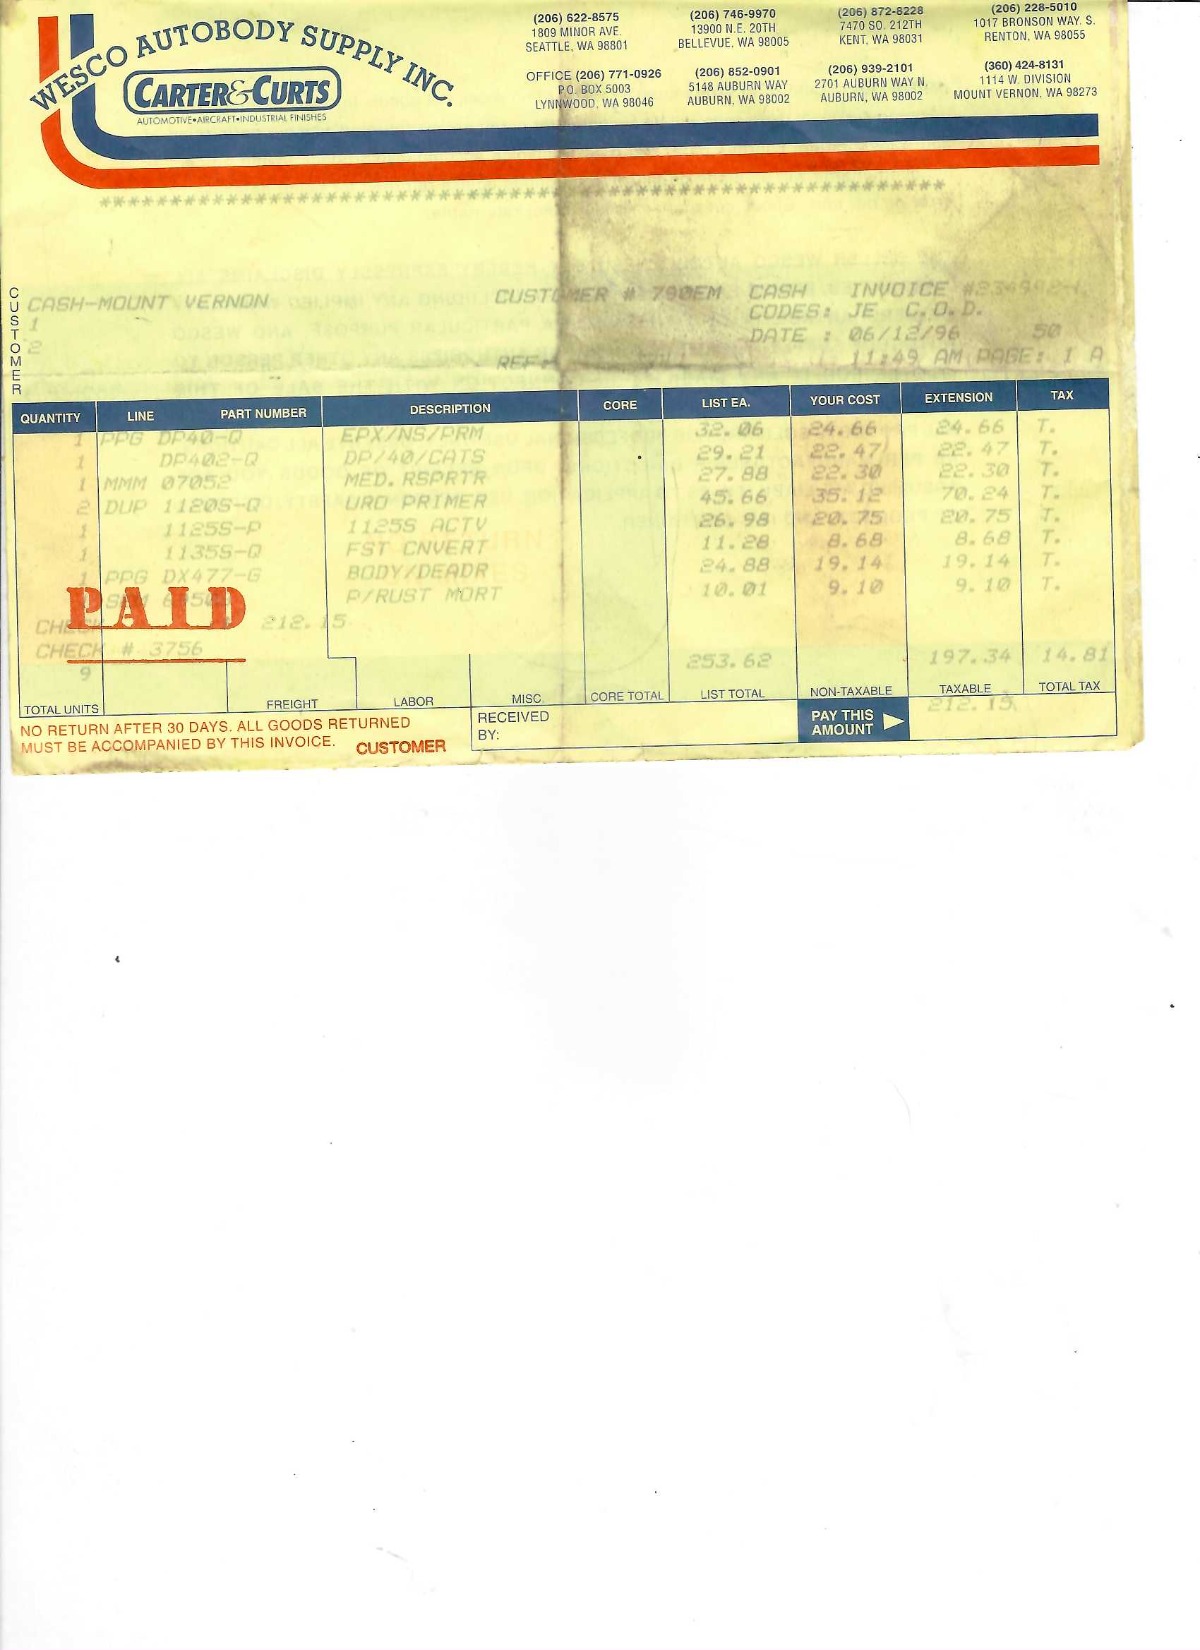 WESCO AUTOBODY SUPPLY INC.
CARTER&CURTS
AUTOMOTIVE•AIRCRAFT•INDUSTRIAL FINISHES
(206) 622-8575
1809 MINOR AVE.
SEATTLE, WA 98801
(206) 746-9970
13900 N.E. 20TH
BELLEVUE, WA 98005
(206) 872-8228
7470 SO. 212TH
KENT, WA 98031
(206) 228-5010
1017 BRONSON WAY. S.
RENTON, WA 98055
OFFICE (206) 771-0926
P.O. BOX 5003
LYNNWOOD, WA 98046
(206) 852-0901
5148 AUBURN WAY
AUBURN, WA 98002
(206) 939-2101
2701 AUBURN WAY N.
AUBURN, WA 98002
(360) 424-8131
1114 W. DIVISION
MOUNT VERNON, WA 98273
CUSTOMER
CASH-MOUNT VERNON CUSTOMER # 790EM CASH INVOICE
1 CODES: JE C.O.D.
2 DATE : 06/12/96 50
REF# 11:49 AM PAGE: 1 A
QUANTITY LINE PART NUMBER DESCRIPTION CORE LIST EA. YOUR COST EXTENSION TAX
1 PPG DP40-Q EPX/NS/PRM 32.06 24.66 24.66 T.
1 DP402-Q DP/40/CATS 29.21 22.47 22.47 T.
1 MMM 07052 MED. RSPRTR 27.88 22.30 22.30 T.
2 DUP 1120S-Q URO PRIMER 45.66 35.12 70.24 T.
1 1125S-P 1125S ACTV 26.98 20.75 20.75 T.
1 1135S-Q FST CNVERT 11.28 8.68 8.68 T.
1 PPG DX477-G BODY/DEADR 24.88 19.14 19.14 T.
P/RUST MORT 10.01 9.10 9.10 T.
PAID
CHECK 212.15
CHECK # 3756
9 253.62 197.34 14.81
TOTAL UNITS FREIGHT LABOR MISC. CORE TOTAL LIST TOTAL NON-TAXABLE TAXABLE TOTAL TAX
NO RETURN AFTER 30 DAYS. ALL GOODS RETURNED
MUST BE ACCOMPANIED BY THIS INVOICE. CUSTOMER
RECEIVED
BY:
PAY THIS
AMOUNT
212.15